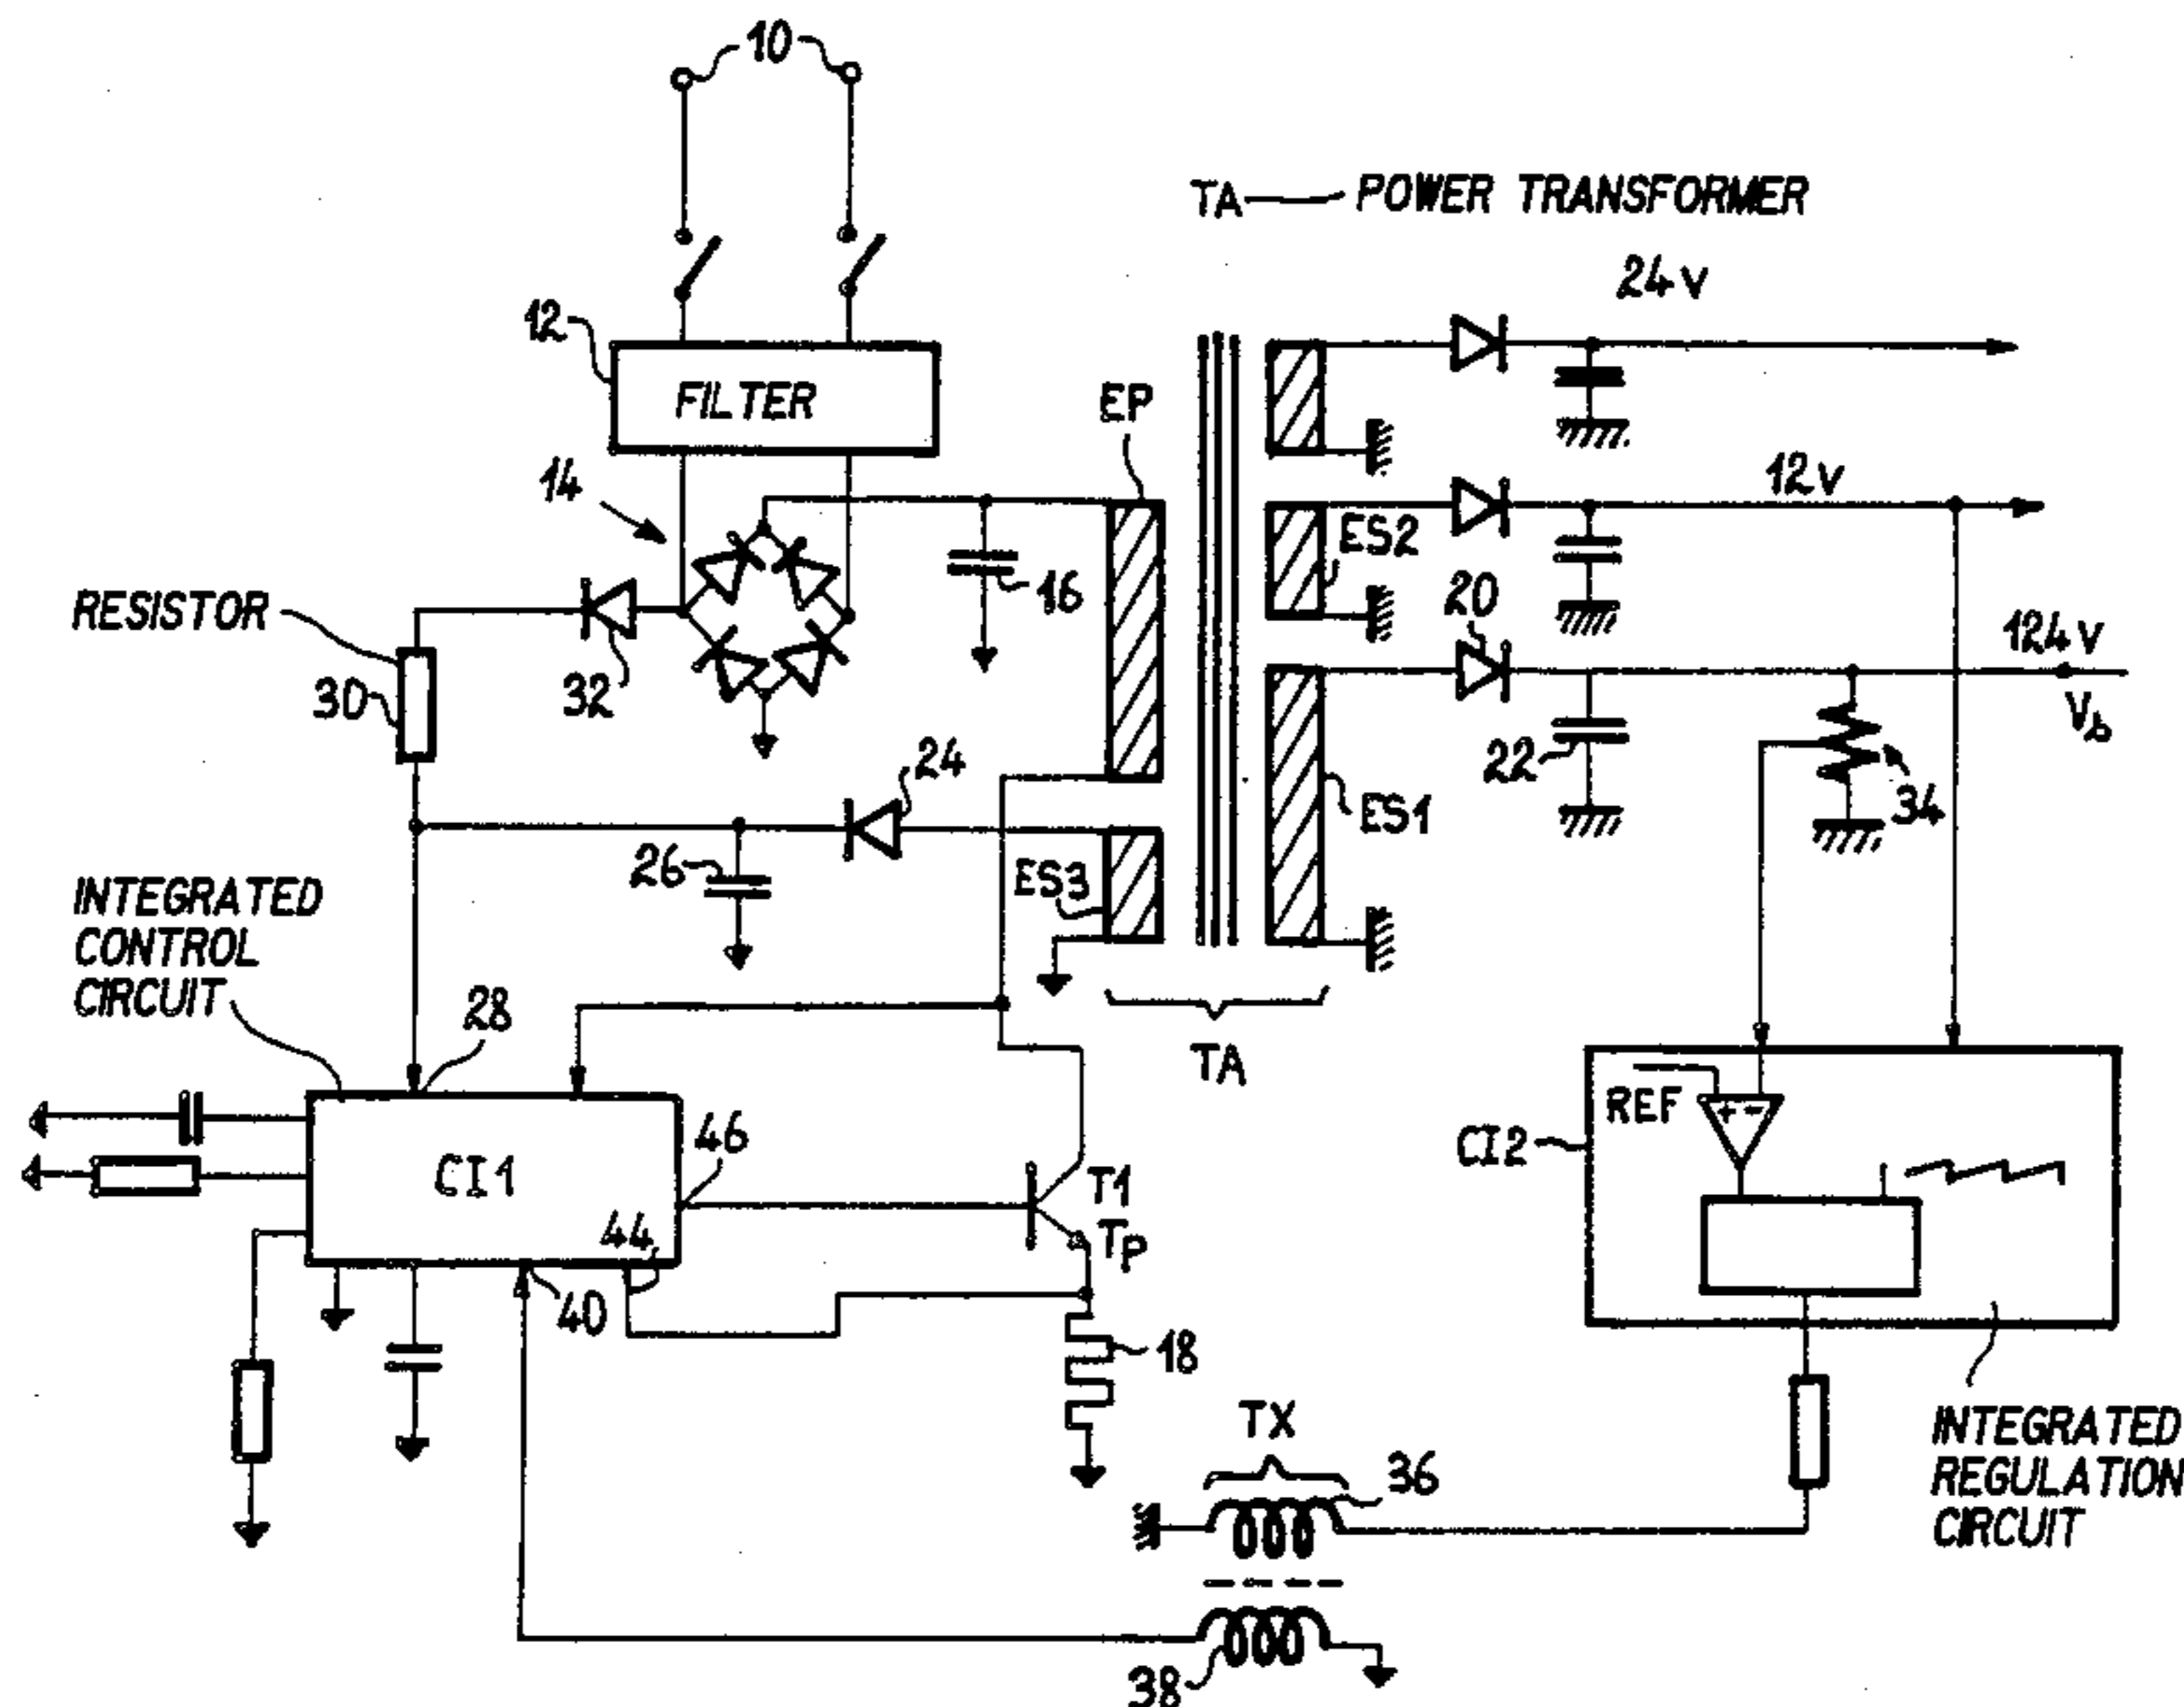 10
TA POWER TRANSFORMER
24V
12
FILTER
EP
14
12V
ES2
16
20
RESISTOR
124V
30
32
Vb
24
22
34
ES1
26
ES3
INTEGRATED
CONTROL
CIRCUIT
28
TA
REF
+ -
46
CI2
CI1
T1
TP
44
40
18
TX
36
INTEGRATED
REGULATION
CIRCUIT
38